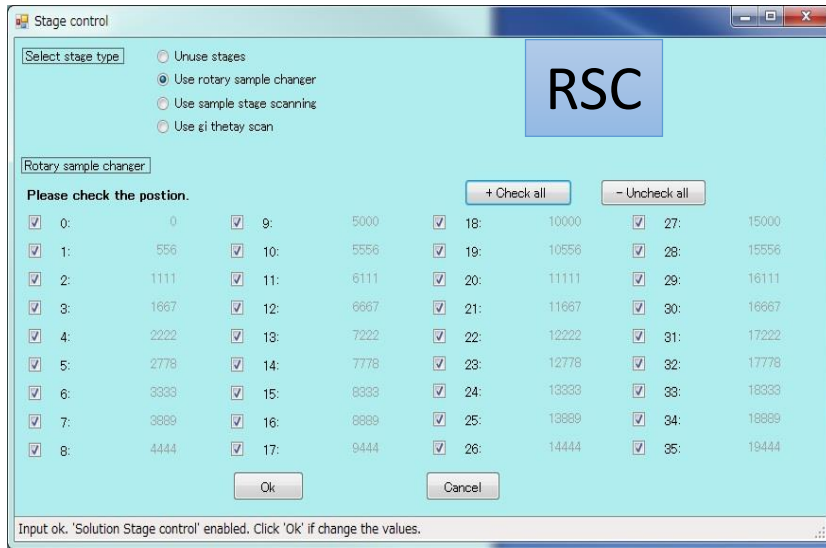 Stage control
Select stage type
Unuse stages
Use rotary sample changer
Use sample stage scanning
Use gi thetay scan
RSC
Rotary sample changer
Please check the postion.
+ Check all
- Uncheck all
0: 0 9: 5000 18: 10000 27: 15000
1: 556 10: 5556 19: 10556 28: 15556
2: 1111 11: 6111 20: 11111 29: 16111
3: 1667 12: 6667 21: 11667 30: 16667
4: 2222 13: 7222 22: 12222 31: 17222
5: 2778 14: 7778 23: 12778 32: 17778
6: 3333 15: 8333 24: 13333 33: 18333
7: 3889 16: 8889 25: 13889 34: 18889
8: 4444 17: 9444 26: 14444 35: 19444
Ok
Cancel
Input ok. 'Solution Stage control' enabled. Click 'Ok' if change the values.